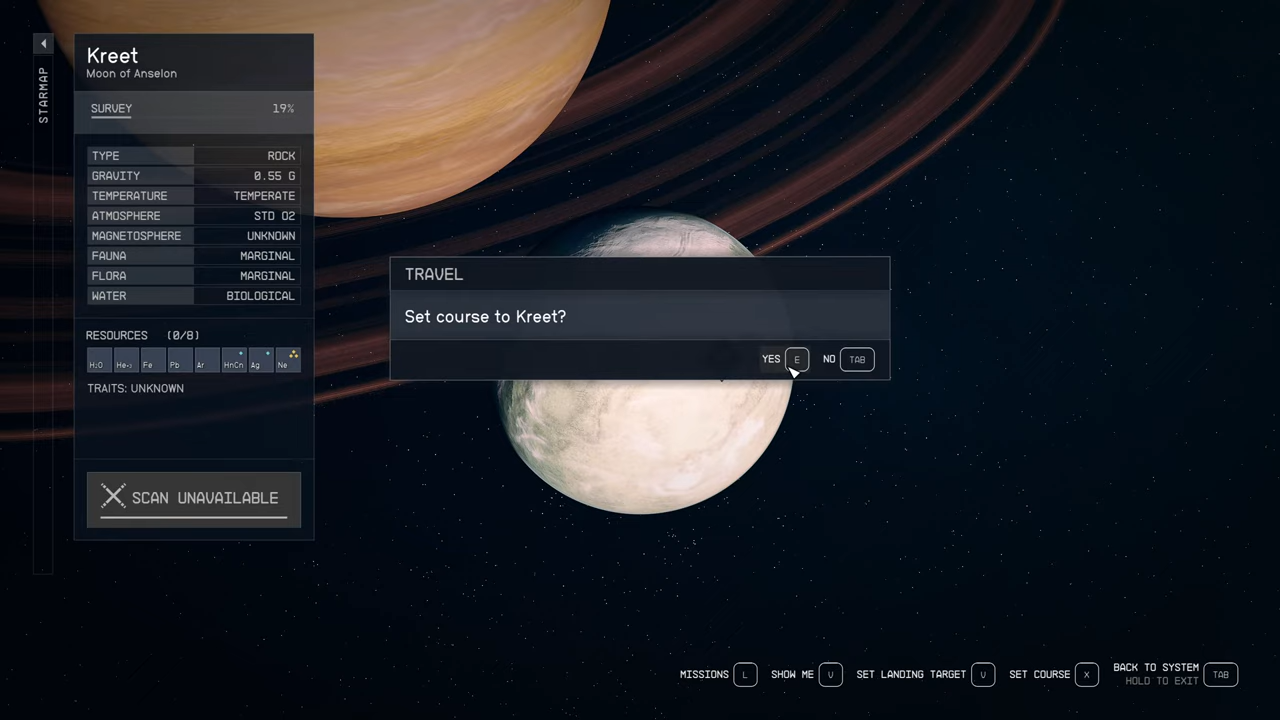 STARMAP
Kreet
Moon of Anselon
SURVEY 19%
TYPE ROCK
GRAVITY 0.55 G
TEMPERATURE TEMPERATE
ATMOSPHERE STD O2
MAGNETOSPHERE UNKNOWN
FAUNA MARGINAL
FLORA MARGINAL
WATER BIOLOGICAL
RESOURCES (0/8)
H2O He-3 Fe Pb Ar HnCn Ag Ne
TRAITS: UNKNOWN
SCAN UNAVAILABLE
TRAVEL
Set course to Kreet?
YES E NO TAB
MISSIONS L SHOW ME V SET LANDING TARGET V SET COURSE X BACK TO SYSTEM TAB
HOLD TO EXIT